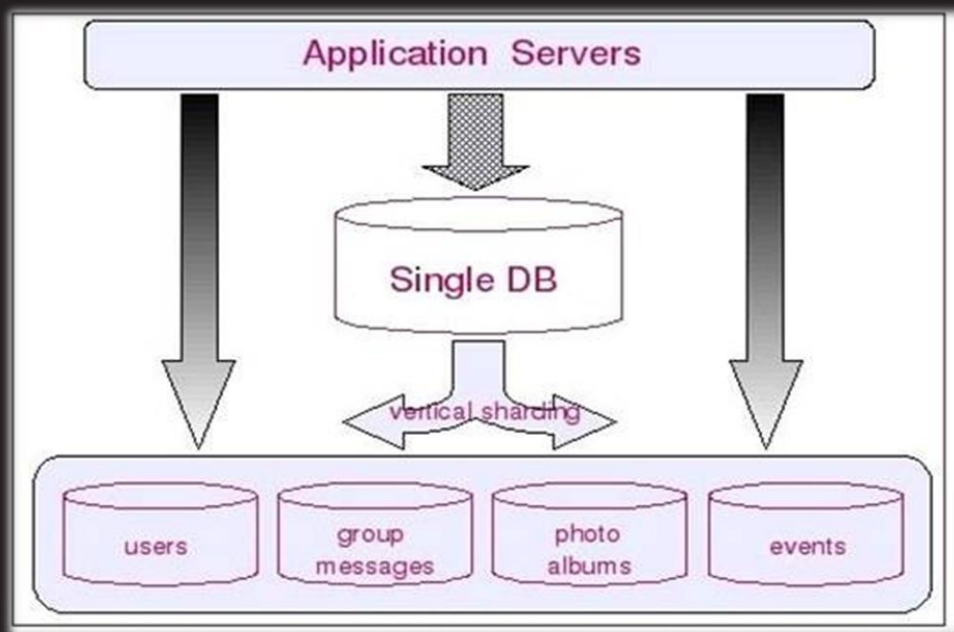 Application Servers
Single DB
vertical sharding
users
group
messages
photo
albums
events